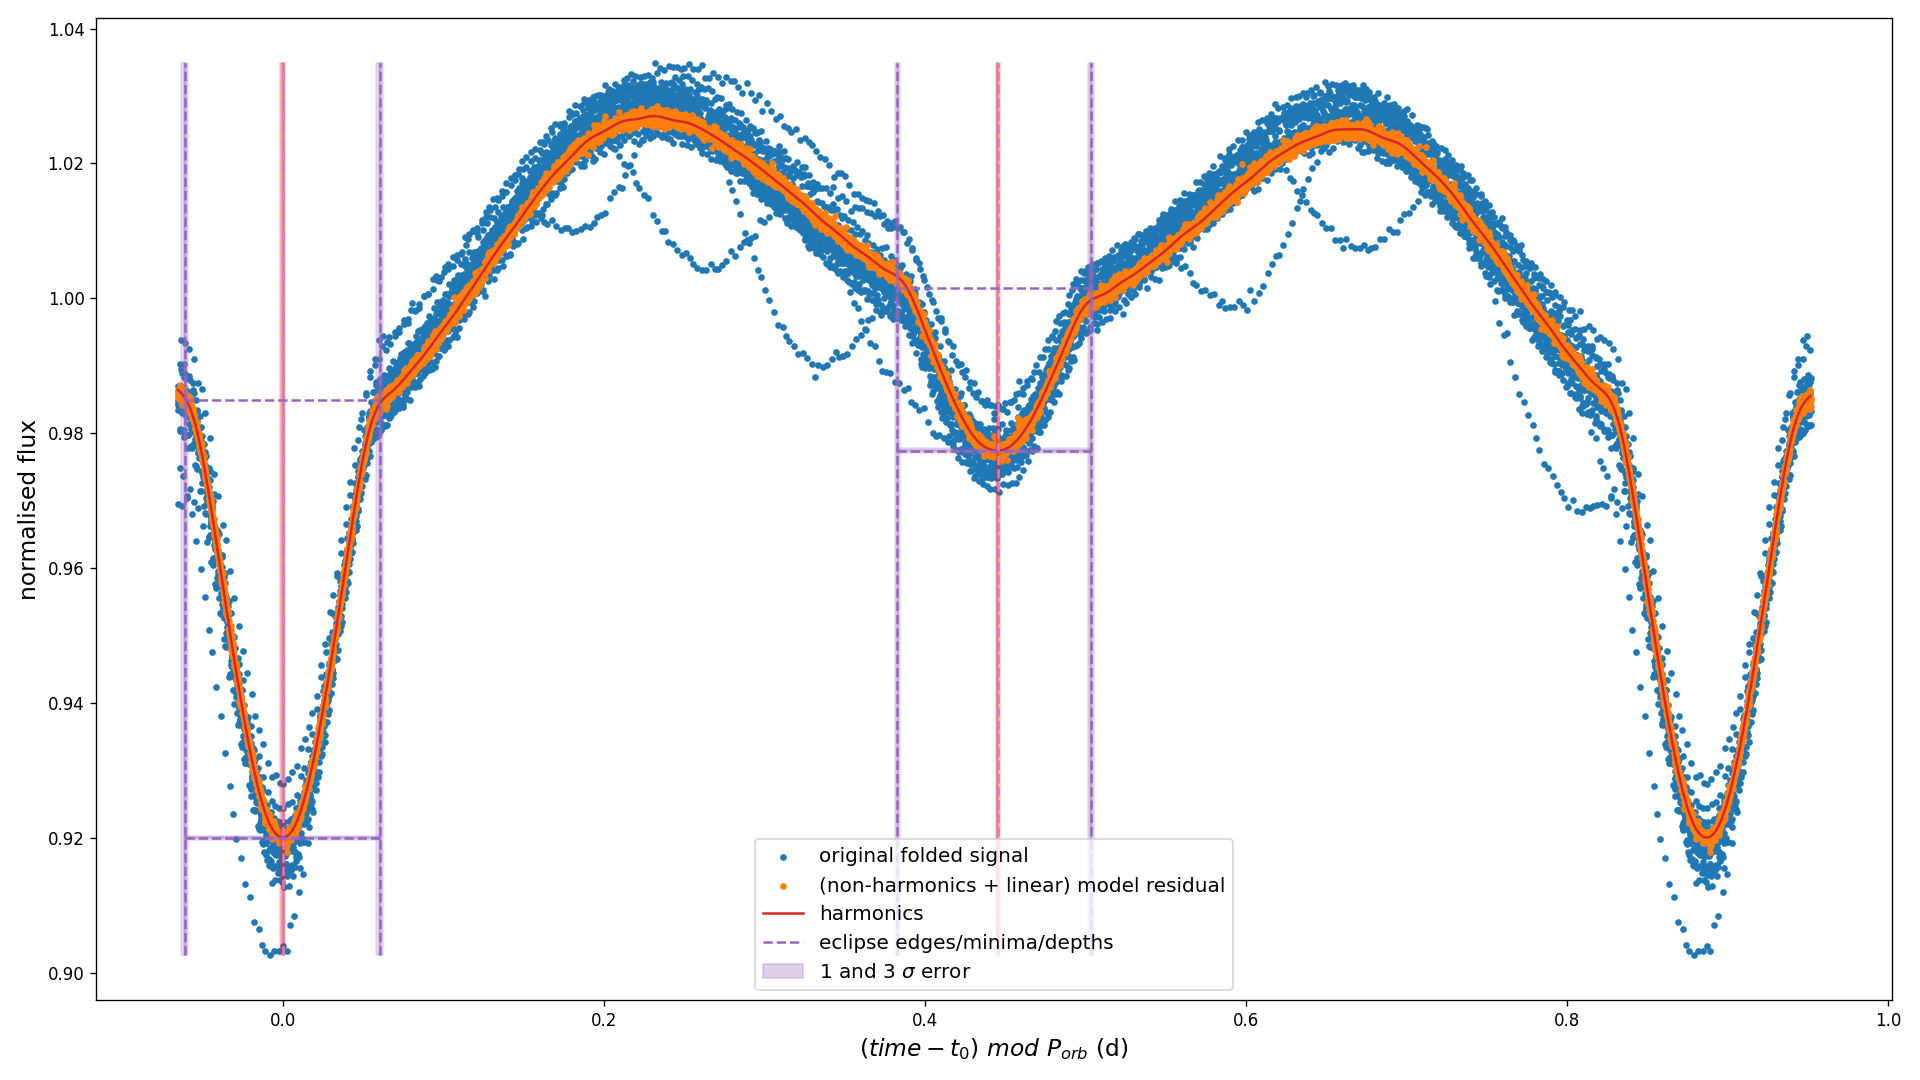 1.04
1.02
1.00
0.98
0.96
0.94
0.92
0.90
normalised flux
original folded signal
(non-harmonics + linear) model residual
harmonics
eclipse edges/minima/depths
1 and 3 σ error
0.0 0.2 0.4 0.6 0.8 1.0
(time − t₀) mod Pₒᵣb (d)